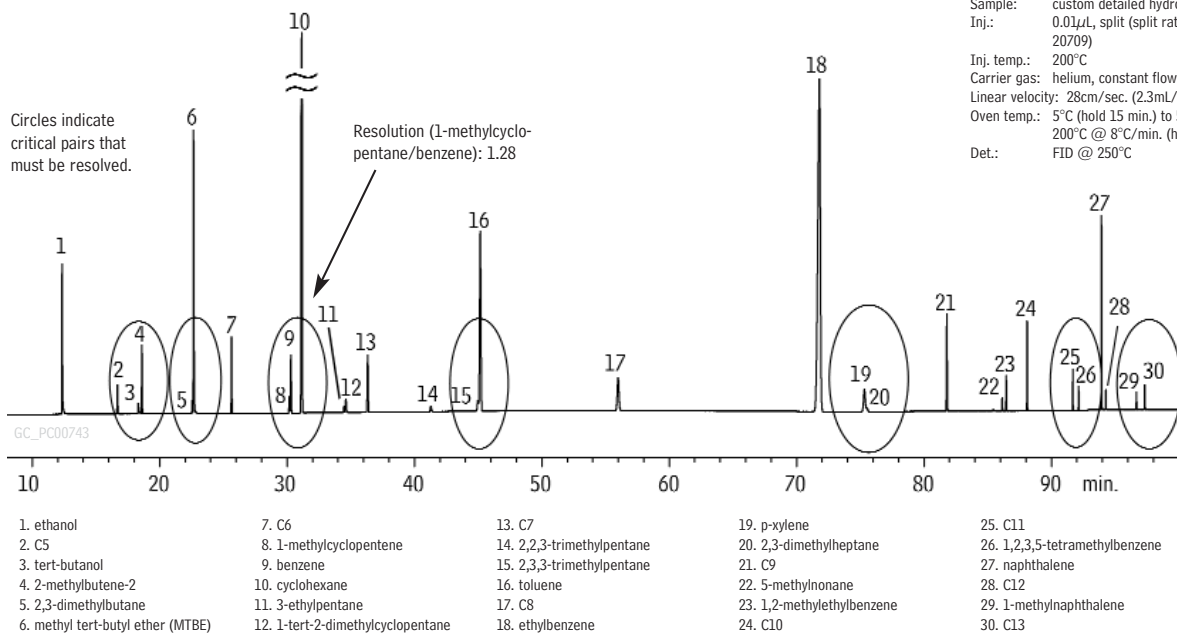 Sample: custom detailed hydro
Inj.: 0.01µL, split (split rat
20709)
Inj. temp.: 200°C
Carrier gas: helium, constant flow
Linear velocity: 28cm/sec. (2.3mL/
Oven temp.: 5°C (hold 15 min.) to
200°C @ 8°C/min. (h
Det.: FID @ 250°C
Circles indicate
critical pairs that
must be resolved.
Resolution (1-methylcyclo-
pentane/benzene): 1.28
1
2
3
4
5
6
7
8
9
10
11
12
13
14
15
16
17
18
19
20
21
22
23
24
25
26
27
28
29
30
GC_PC00743
10 20 30 40 50 60 70 80 90 min.
1. ethanol
2. C5
3. tert-butanol
4. 2-methylbutene-2
5. 2,3-dimethylbutane
6. methyl tert-butyl ether (MTBE)
7. C6
8. 1-methylcyclopentene
9. benzene
10. cyclohexane
11. 3-ethylpentane
12. 1-tert-2-dimethylcyclopentane
13. C7
14. 2,2,3-trimethylpentane
15. 2,3,3-trimethylpentane
16. toluene
17. C8
18. ethylbenzene
19. p-xylene
20. 2,3-dimethylheptane
21. C9
22. 5-methylnonane
23. 1,2-methylethylbenzene
24. C10
25. C11
26. 1,2,3,5-tetramethylbenzene
27. naphthalene
28. C12
29. 1-methylnaphthalene
30. C13